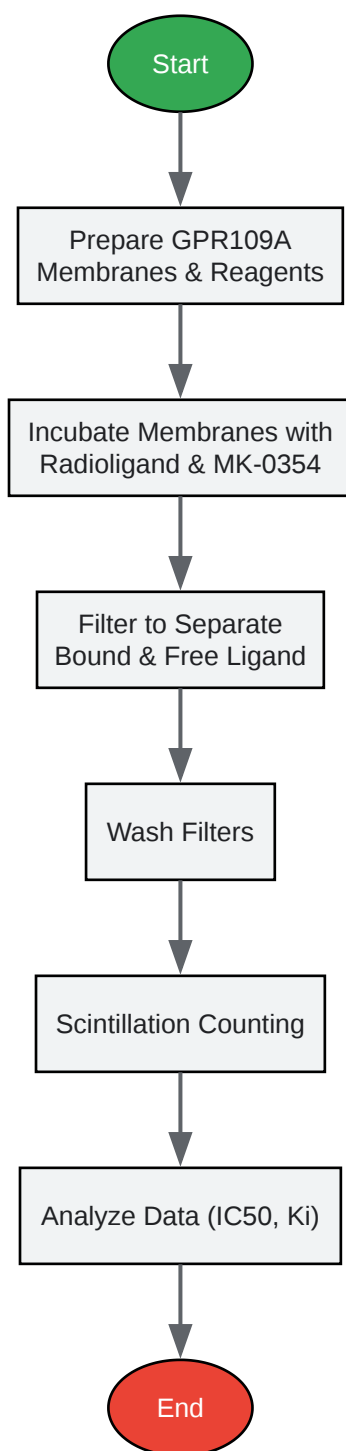 Start
Prepare GPR109A
Membranes & Reagents
Incubate Membranes with
Radioligand & MK-0354
Filter to Separate
Bound & Free Ligand
Wash Filters
Scintillation Counting
Analyze Data (IC50, Ki)
End